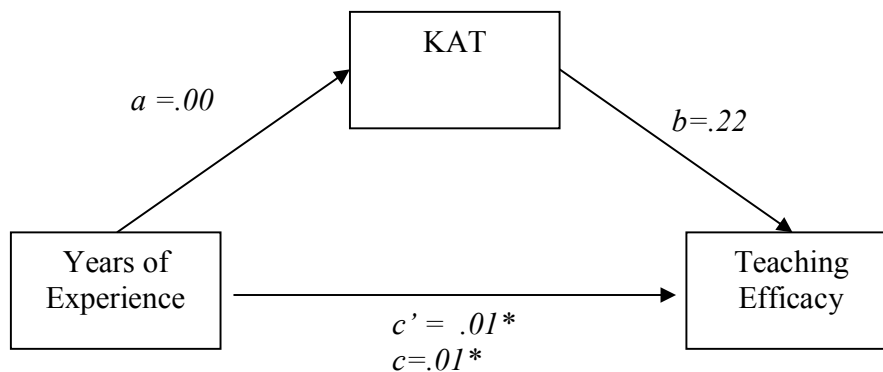 KAT
a =.00
b=.22
Years of
Experience
Teaching
Efficacy
c’ = .01*
c=.01*